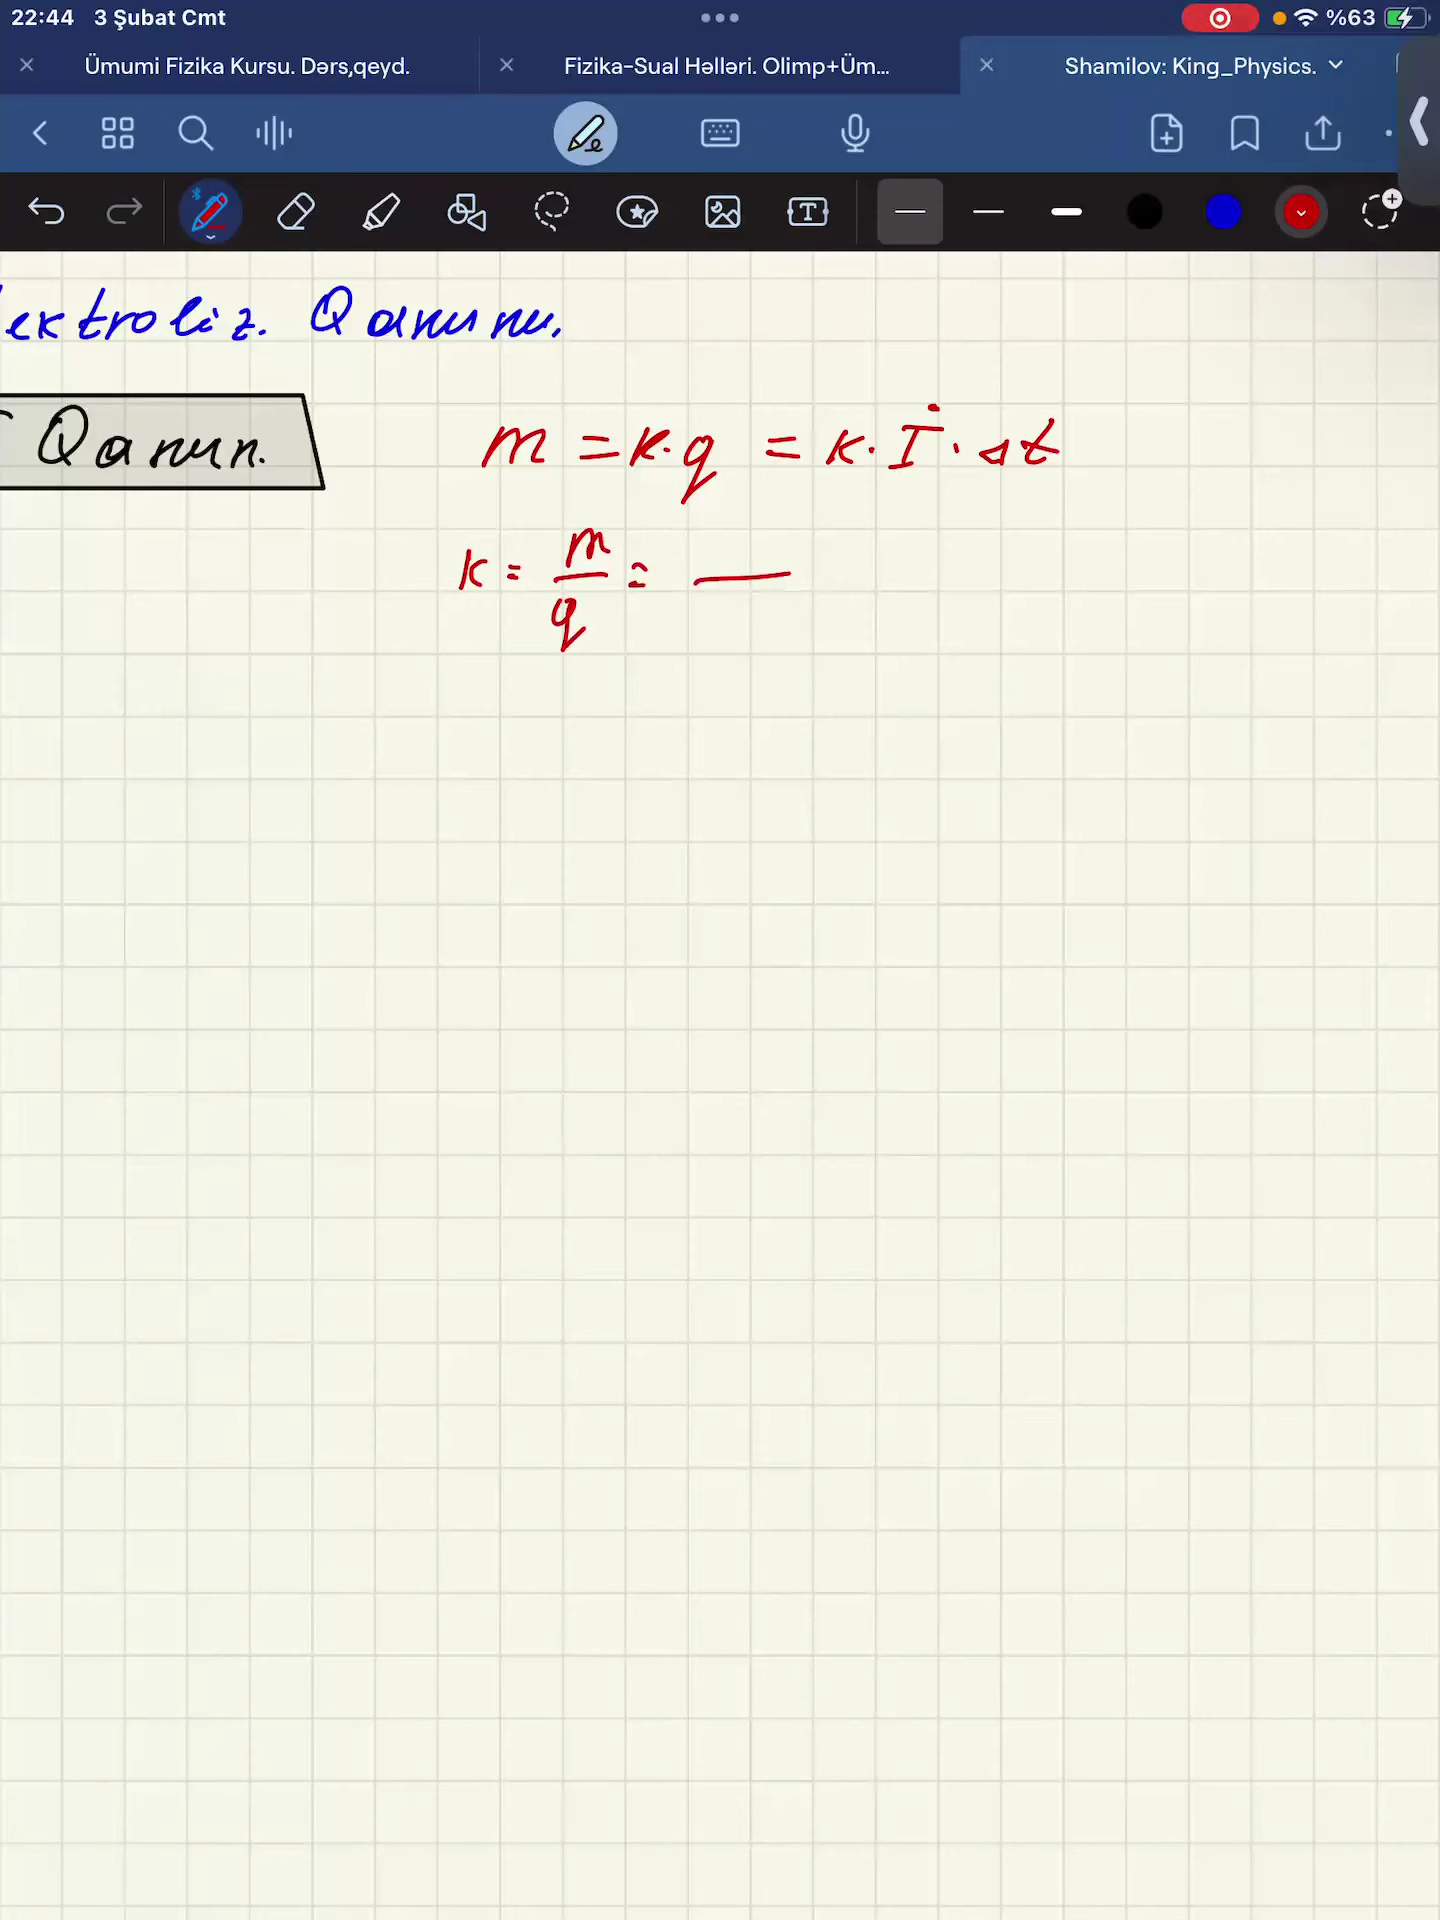 22:44 3 Şubat Cmt %63
Ümumi Fizika Kursu. Dərs,qeyd. Fizika-Sual Həlləri. Olimp+Üm... Shamilov: King_Physics.
ektroliz. Qanunu.
Qanun. m = k·q = k·I·Δt
k = m/q = —